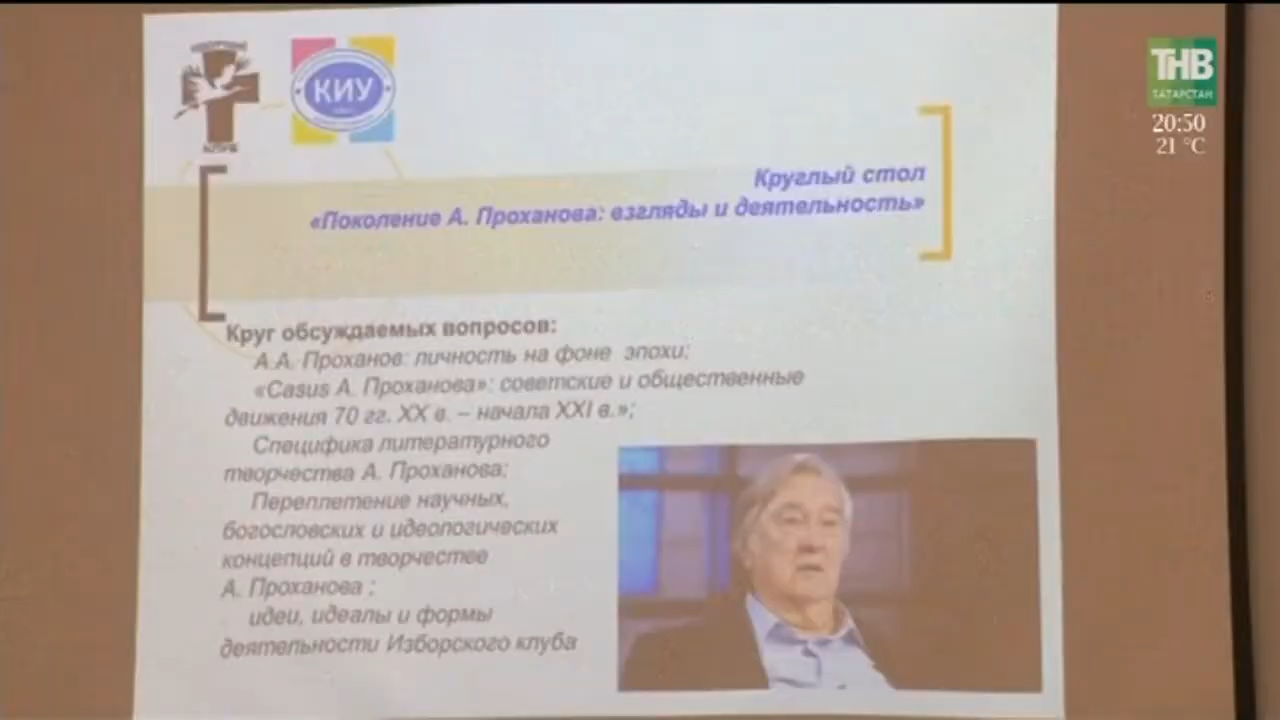 КИУ
ТНВ
ТАТАРСТАН
20:50
21 °C
Круглый стол
«Поколение А. Проханова: взгляды и деятельность»
Круг обсуждаемых вопросов:
А.А. Проханов: личность на фоне эпохи;
«Casus А. Проханова»: советские и общественные
движения 70 гг. XX в. – начала XXI в.»;
Специфика литературного
творчества А. Проханова;
Переплетение научных,
богословских и идеологических
концепций в творчестве
А. Проханова ;
идеи, идеалы и формы
деятельности Изборского клуба